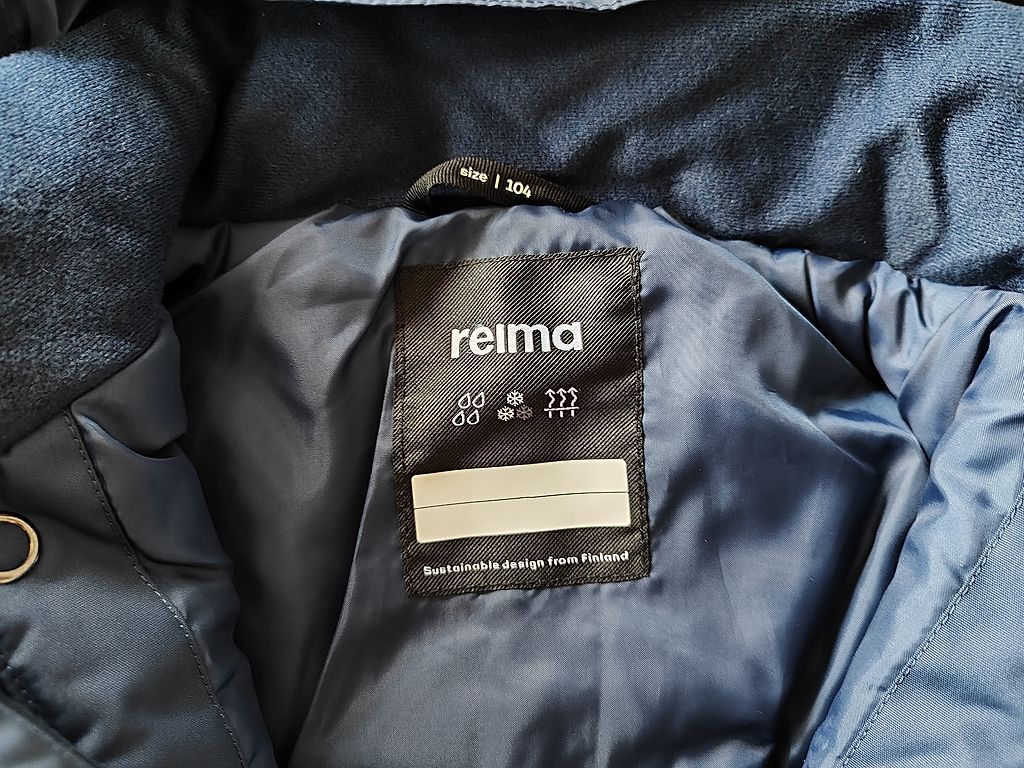 size | 104
reima
Sustainable design from Finland